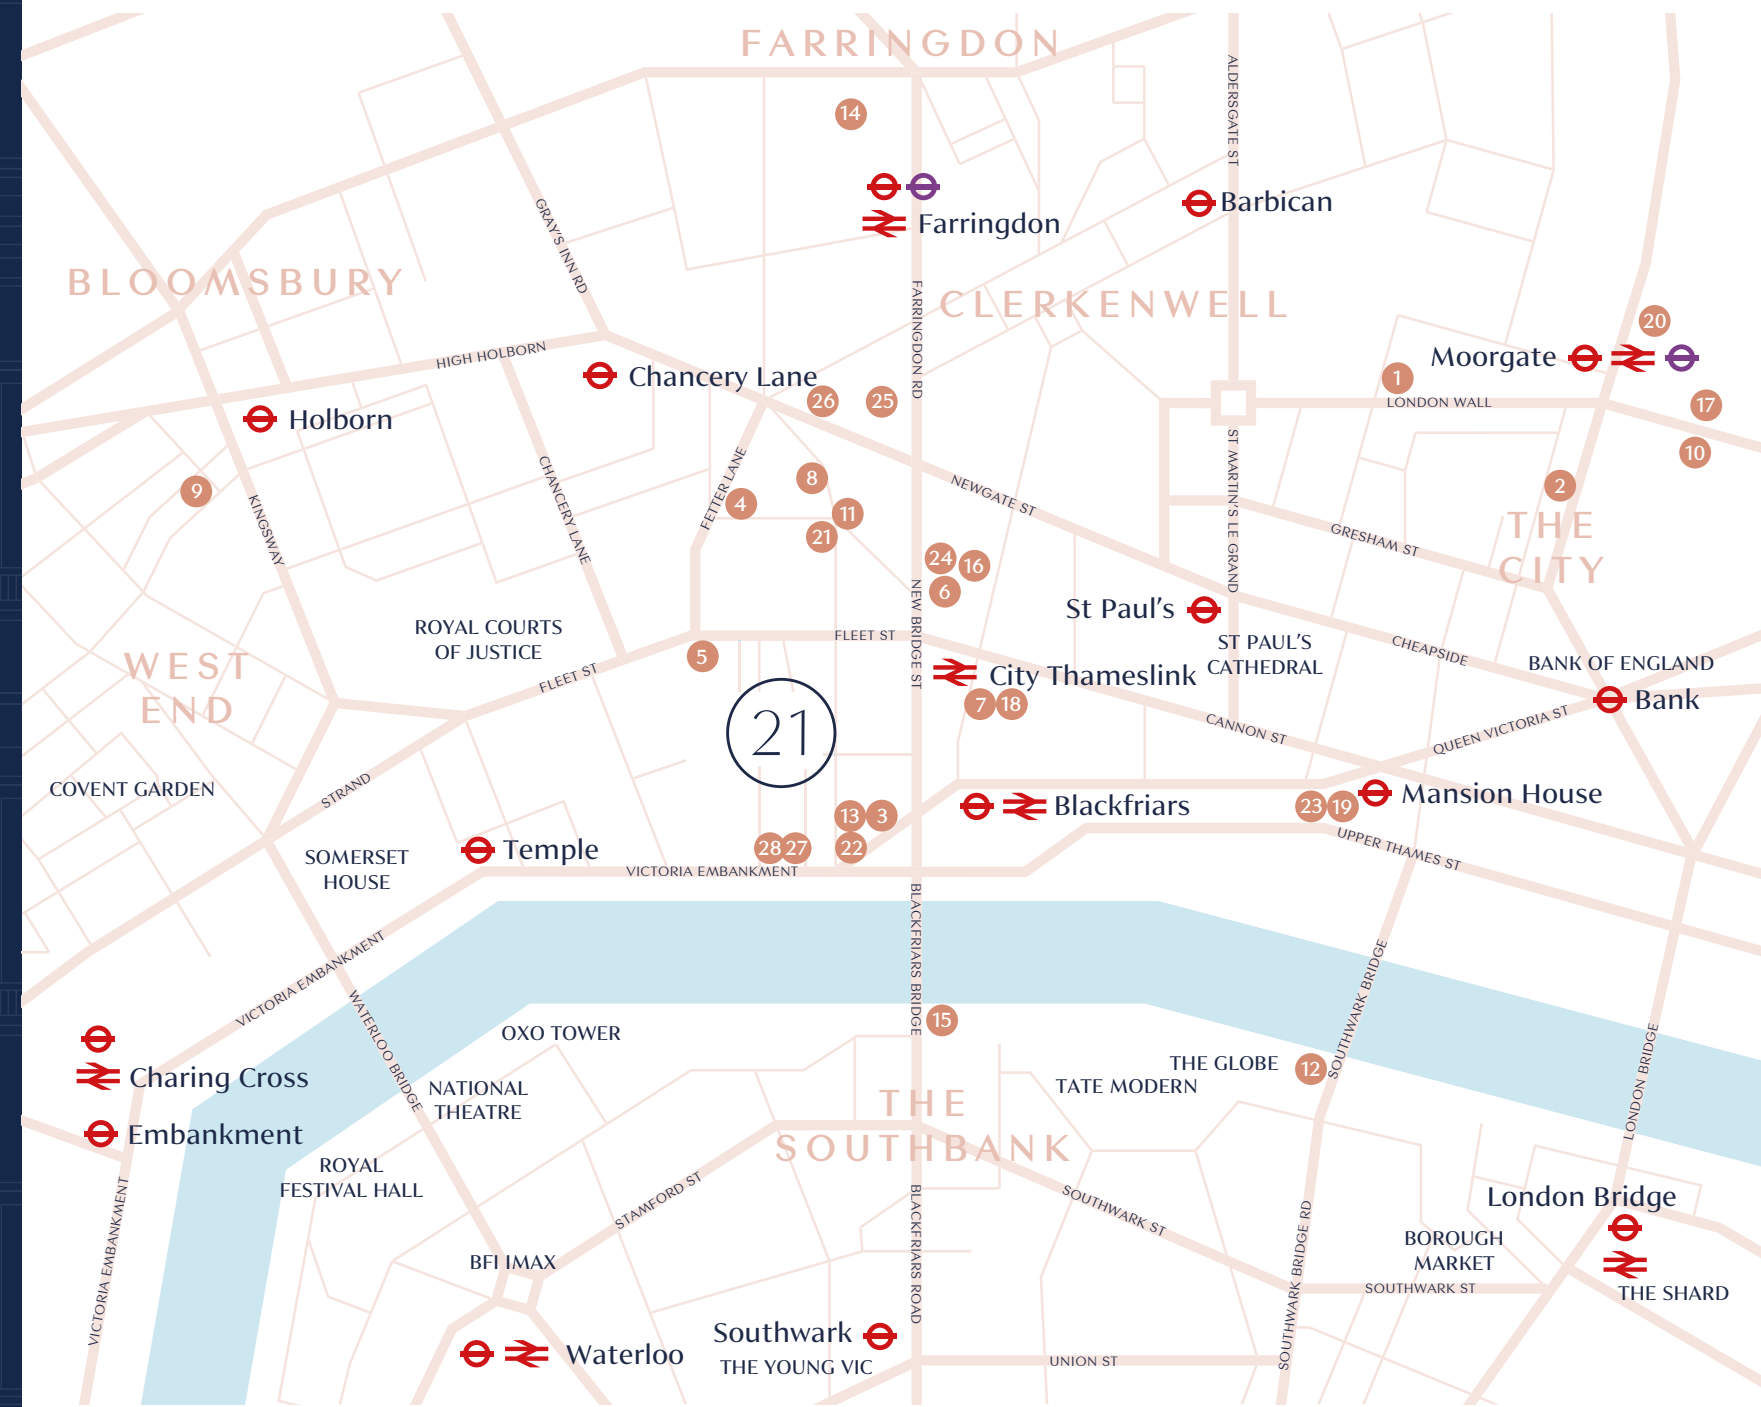 FARRINGDON
14
ALDERSGATE ST
Farringdon
Barbican
GRAY'S INN RD
BLOOMSBURY
CLERKENWELL
FARRINGDON RD
20
HIGH HOLBORN
Moorgate
Chancery Lane
1
LONDON WALL
26
25
17
Holborn
10
ST MARTIN'S LE GRAND
FETTER LANE
CHANCERY LANE
KINGSWAY
9
8
4
11
21
NEWGATE ST
2
THE
CITY
GRESHAM ST
24
16
6
NEW BRIDGE ST
St Paul's
ROYAL COURTS
OF JUSTICE
FLEET ST
FLEET ST
5
ST PAUL'S
CATHEDRAL
CHEAPSIDE
BANK OF ENGLAND
WEST
END
City Thameslink
7
18
Bank
21
CANNON ST
QUEEN VICTORIA ST
COVENT GARDEN
STRAND
13
3
Blackfriars
23
19
Mansion House
28
27
22
Temple
UPPER THAMES ST
SOMERSET
HOUSE
VICTORIA EMBANKMENT
VICTORIA EMBANKMENT
BLACKFRIARS BRIDGE
SOUTHWARK BRIDGE
WATERLOO BRIDGE
15
OXO TOWER
LONDON BRIDGE
THE GLOBE
12
TATE MODERN
Charing Cross
NATIONAL
THEATRE
THE
SOUTHBANK
Embankment
ROYAL
FESTIVAL HALL
VICTORIA EMBANKMENT
STAMFORD ST
BLACKFRIARS ROAD
SOUTHWARK ST
SOUTHWARK BRIDGE RD
London Bridge
BOROUGH
MARKET
BFI IMAX
SOUTHWARK ST
THE SHARD
Southwark
THE YOUNG VIC
Waterloo
UNION ST